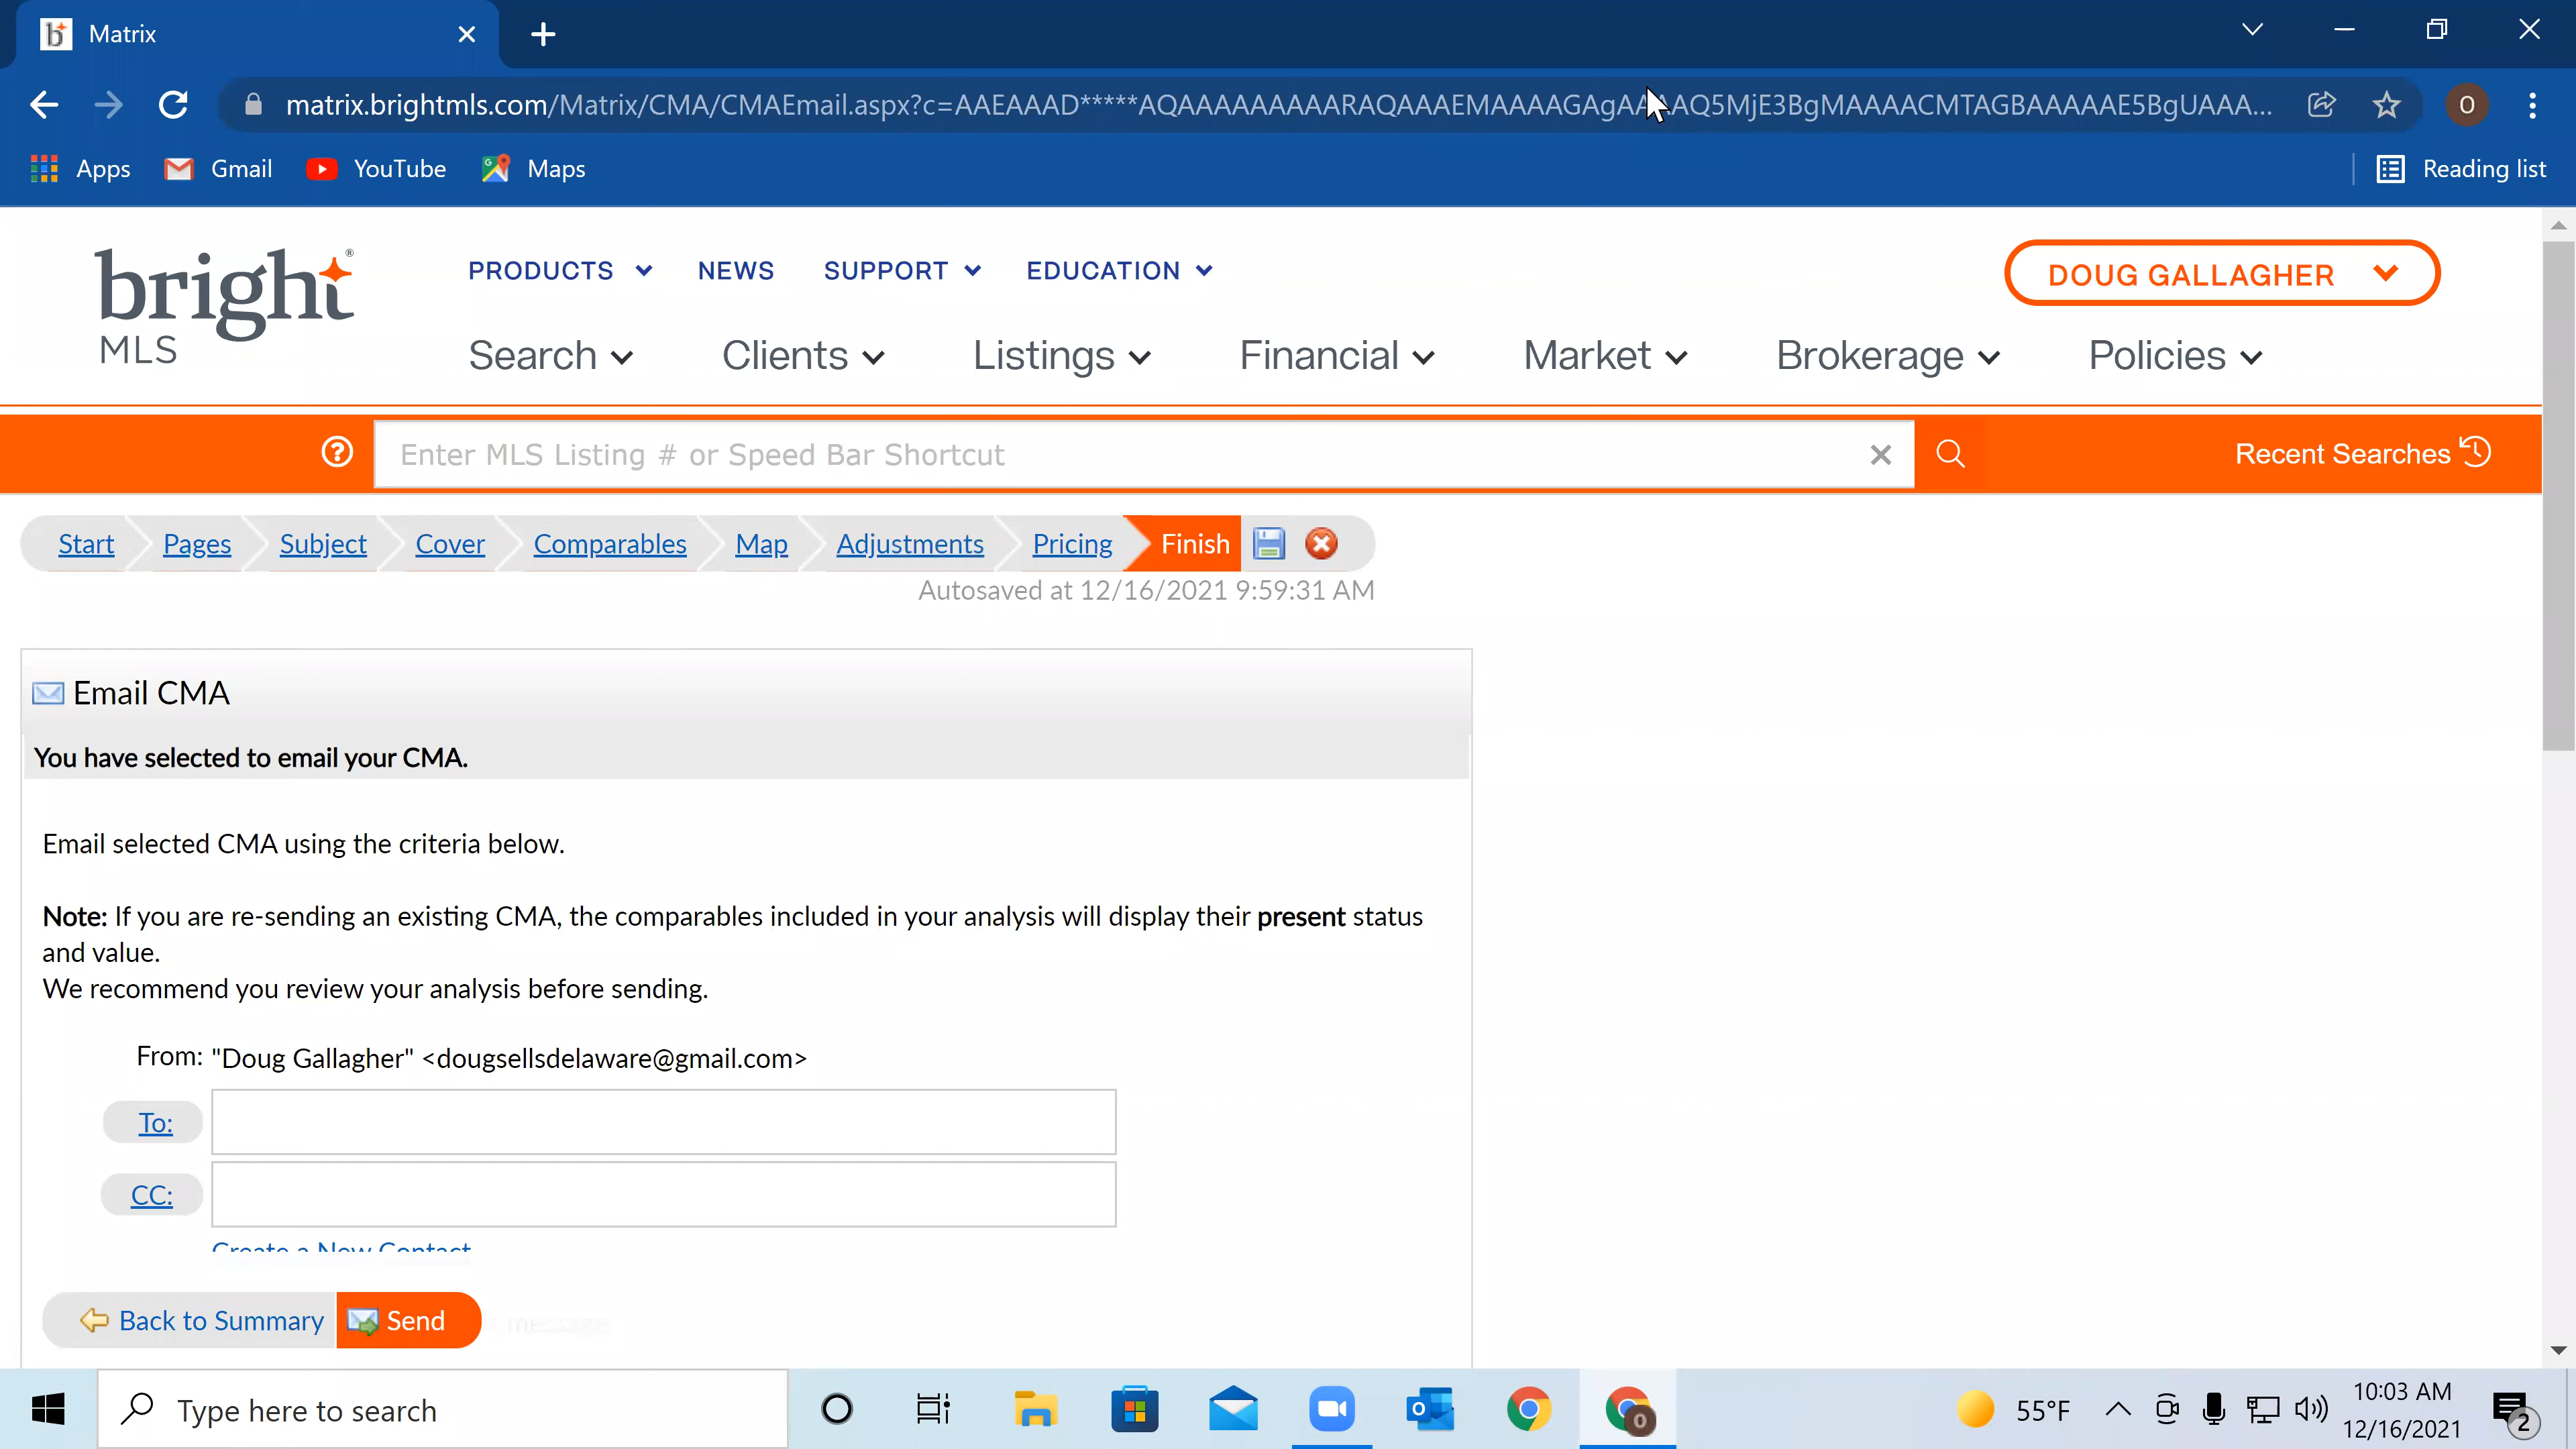 Matrix
matrix.brightmls.com/Matrix/CMA/CMAEmail.aspx?c=AAEAAAD*****AQAAAAAAAAARAQAAAEMAAAAGAgAAAAQ5MjE3BgMAAAACMTAGBAAAAAE5BgUAAA... O
Apps Gmail YouTube Maps Reading list
bright® MLS
PRODUCTS NEWS SUPPORT EDUCATION DOUG GALLAGHER
Search Clients Listings Financial Market Brokerage Policies
Enter MLS Listing # or Speed Bar Shortcut Recent Searches
Start Pages Subject Cover Comparables Map Adjustments Pricing Finish
Autosaved at 12/16/2021 9:59:31 AM
Email CMA
You have selected to email your CMA.
Email selected CMA using the criteria below.
Note: If you are re-sending an existing CMA, the comparables included in your analysis will display their present status
and value.
We recommend you review your analysis before sending.
From: "Doug Gallagher" <dougsellsdelaware@gmail.com>
To:
CC:
Create a New Contact
Back to Summary Send message
Type here to search 55°F 10:03 AM
12/16/2021 2